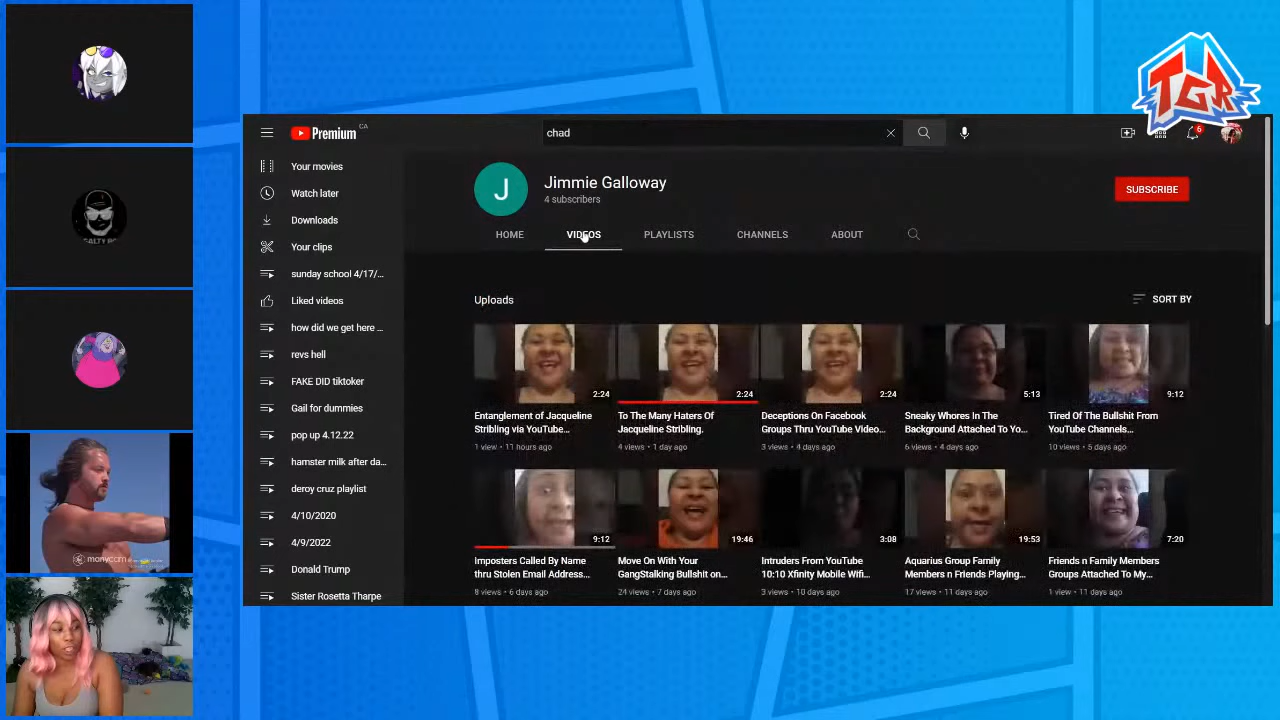 TGR
Premium CA
chad
6
Your movies
Watch later
Downloads
Your clips
sunday school 4/17/...
Liked videos
how did we get here ...
revs hell
FAKE DID tiktoker
Gail for dummies
pop up 4.12.22
hamster milk after da...
deroy cruz playlist
4/10/2020
4/9/2022
Donald Trump
Sister Rosetta Tharpe
J
Jimmie Galloway
4 subscribers
SUBSCRIBE
HOME VIDEOS PLAYLISTS CHANNELS ABOUT
Uploads
SORT BY
2:24
Entanglement of Jacqueline
Stribling via YouTube...
1 view • 11 hours ago
2:24
To The Many Haters Of
Jacqueline Stribling.
4 views • 1 day ago
2:24
Deceptions On Facebook
Groups Thru YouTube Video...
3 views • 4 days ago
5:13
Sneaky Whores In The
Background Attached To Yo...
6 views • 4 days ago
9:12
Tired Of The Bullshit From
YouTube Channels...
10 views • 5 days ago
9:12
Imposters Called By Name
thru Stolen Email Address...
8 views • 6 days ago
19:46
Move On With Your
GangStalking Bullshit on...
24 views • 7 days ago
3:08
Intruders From YouTube
10:10 Xfinity Mobile Wifi...
3 views • 10 days ago
19:53
Aquarius Group Family
Members n Friends Playing...
17 views • 11 days ago
7:20
Friends n Family Members
Groups Attached To My...
1 view • 11 days ago
manycam